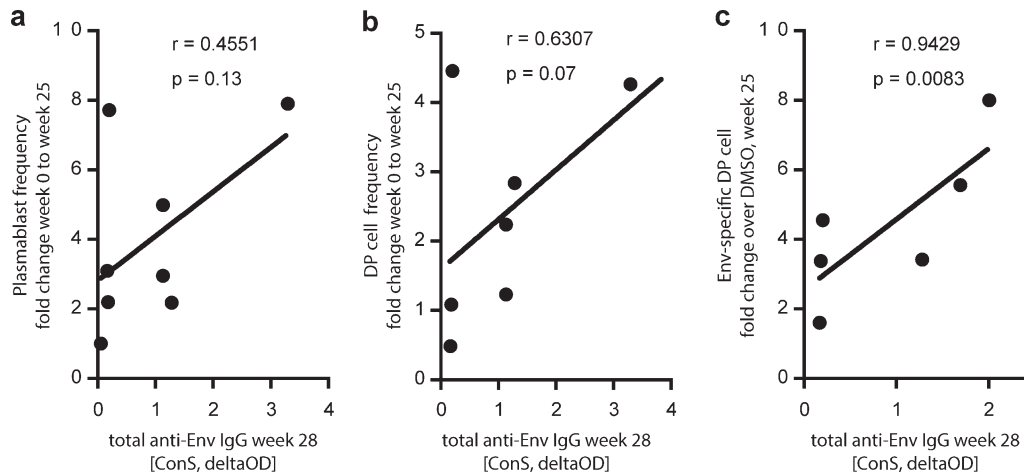 a
Plasmablast frequency
fold change week 0 to week 25
1 0
8
6
4
2
0
r = 0.4551
p = 0.13
0 1 2 3 4
total anti-Env IgG week 28
[ConS, deltaOD]
b
DP cell frequency
fold change week 0 to week 25
5
4
3
2
1
0
r = 0.6307
p = 0.07
0 1 2 3 4
total anti-Env IgG week 28
[ConS, deltaOD]
c
Env-specific DP cell
fold change over DMSO, week 25
1 0
8
6
4
2
0
r = 0.9429
p = 0.0083
0 1 2
total anti-Env IgG week 28
[ConS, deltaOD]